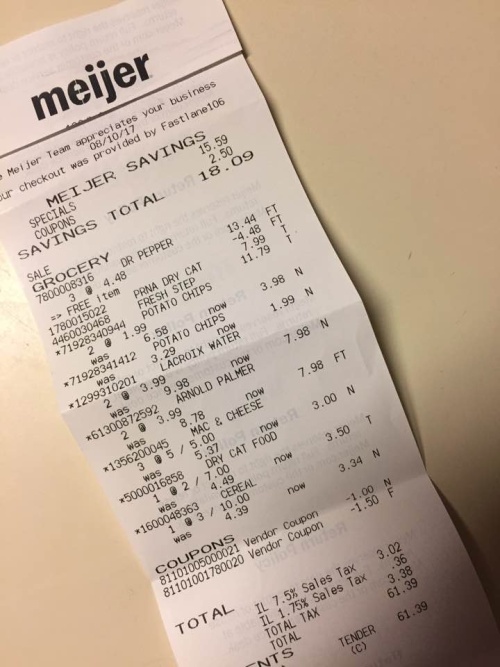 meijer
Meijer Team appreciates your business
08/10/17
ur checkout was provided by Fastlane106
MEIJER SAVINGS
SPECIALS 15.59
COUPONS 2.50
SAVINGS TOTAL 18.09
SALE
GROCERY
7800008316 DR PEPPER
3 @ 4.48 13.44 FT
=> FREE item -4.48 FT
1780015022 PRNA DRY CAT 7.99 T
4460030468 FRESH STEP 11.79 T
*71928340944 POTATO CHIPS
2 @ 1.99 now 3.98 N
was 6.58
*71928341412 POTATO CHIPS
was 3.29 now 1.99 N
*1299310201 LACROIX WATER
2 @ 3.99 now 7.98 N
was 9.98
*61300872592 ARNOLD PALMER
2 @ 3.99 now 7.98 FT
was 8.78
*1356200045 MAC & CHEESE
3 @ 5 / 5.00 now 3.00 N
was 5.37
*5000016858 DRY CAT FOOD
1 @ 2 / 7.00 now 3.50 T
was 4.49
*1600048363 CEREAL
1 @ 3 / 10.00 now 3.34 N
was 4.39
COUPONS
81101005000021 Vendor Coupon -1.00 N
81101001780020 Vendor Coupon -1.50 F
TOTAL
IL 7.5% Sales Tax 3.02
IL 1.75% Sales Tax .36
TOTAL TAX 3.38
TOTAL 61.39
ENTS
TENDER 61.39
(C)